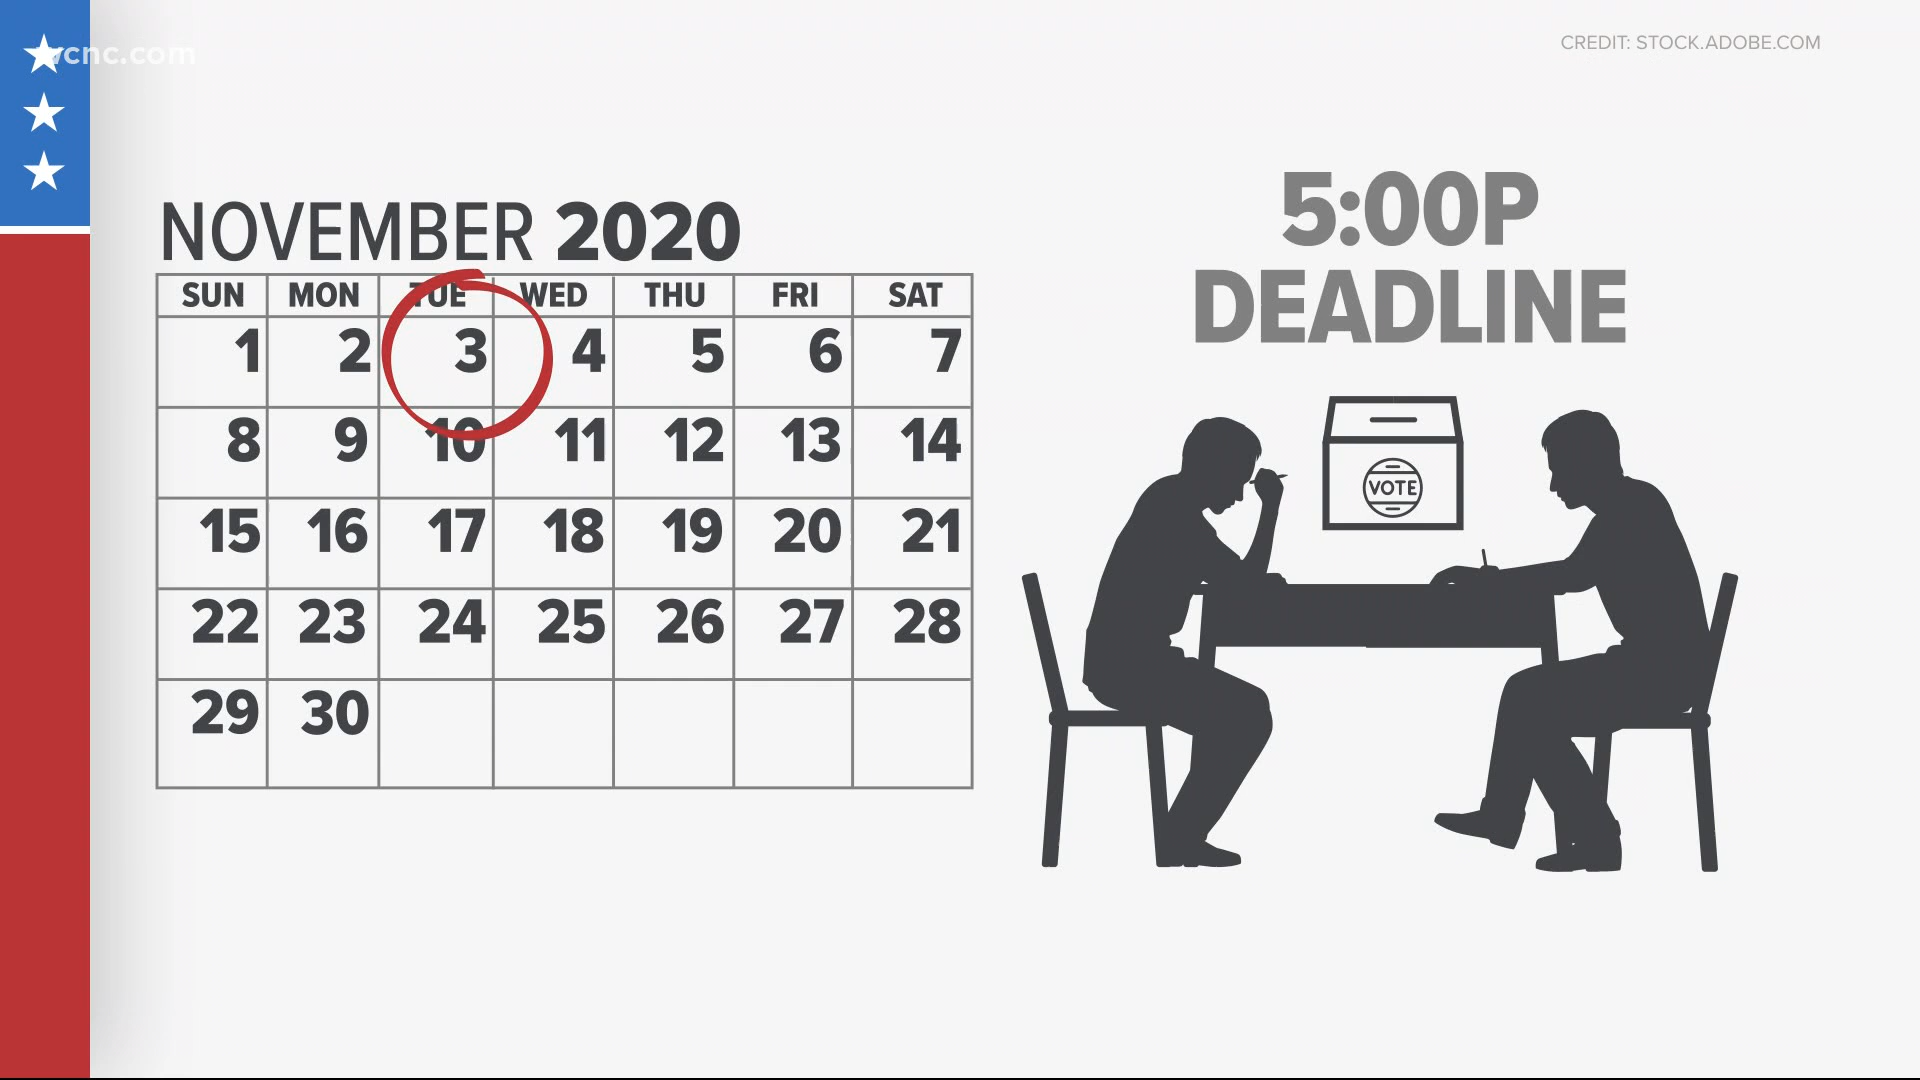 wcnc.com
CREDIT: STOCK.ADOBE.COM
NOVEMBER 2020
SUN MON TUE WED THU FRI SAT
1 2 3 4 5 6 7
8 9 10 11 12 13 14
15 16 17 18 19 20 21
22 23 24 25 26 27 28
29 30
5:00P
DEADLINE
VOTE